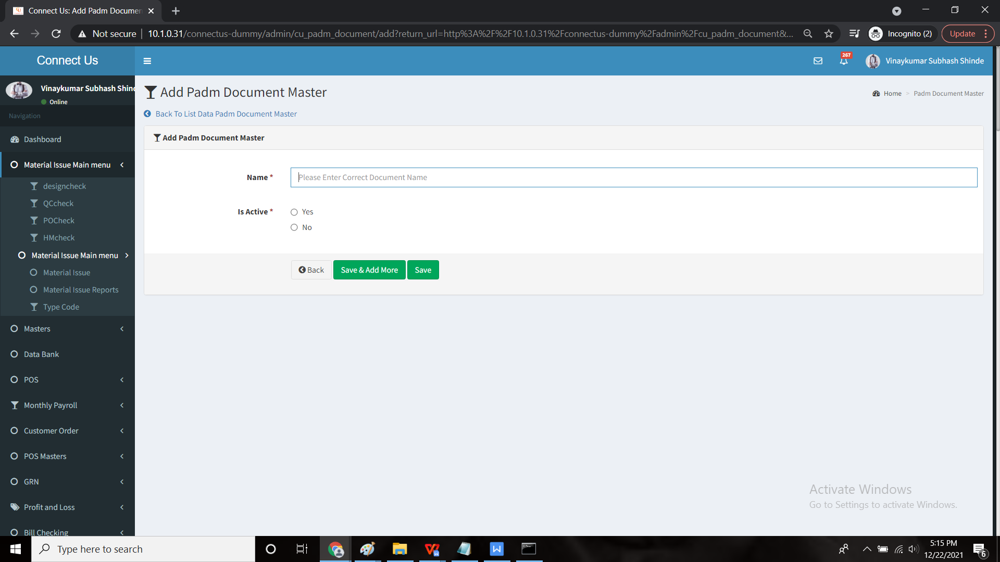 Connect Us: Add Padm Documen
Not secure
10.1.0.31/connectus-dummy/admin/cu_padm_document/add?return_url=http%3A%2F%2F10.1.0.31%2Fconnectus-dummy%2Fadmin%2Fcu_padm_document&...
Incognito (2)
Update
Connect Us
267
Vinaykumar Subhash Shinde
Vinaykumar Subhash Shind
Online
Navigation
Dashboard
Material Issue Main menu
designcheck
QCcheck
POCheck
HMcheck
Material Issue Main menu
Material Issue
Material Issue Reports
Type Code
Masters
Data Bank
POS
Monthly Payroll
Customer Order
POS Masters
GRN
Profit and Loss
Bill Checking
Add Padm Document Master
Home > Padm Document Master
Back To List Data Padm Document Master
Add Padm Document Master
Name *
Please Enter Correct Document Name
Is Active *
Yes
No
Back
Save & Add More
Save
Activate Windows
Go to Settings to activate Windows.
Type here to search
5:15 PM
12/22/2021
6